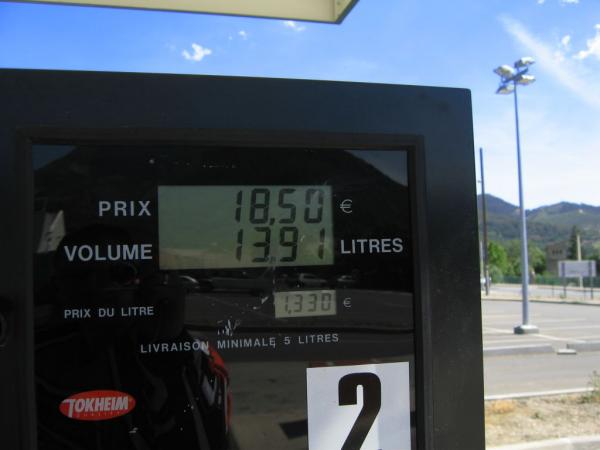 PRIX 18,50 €
VOLUME 13,91 LITRES
PRIX DU LITRE 1,330 €
LIVRAISON MINIMALE 5 LITRES
TOKHEIM
2